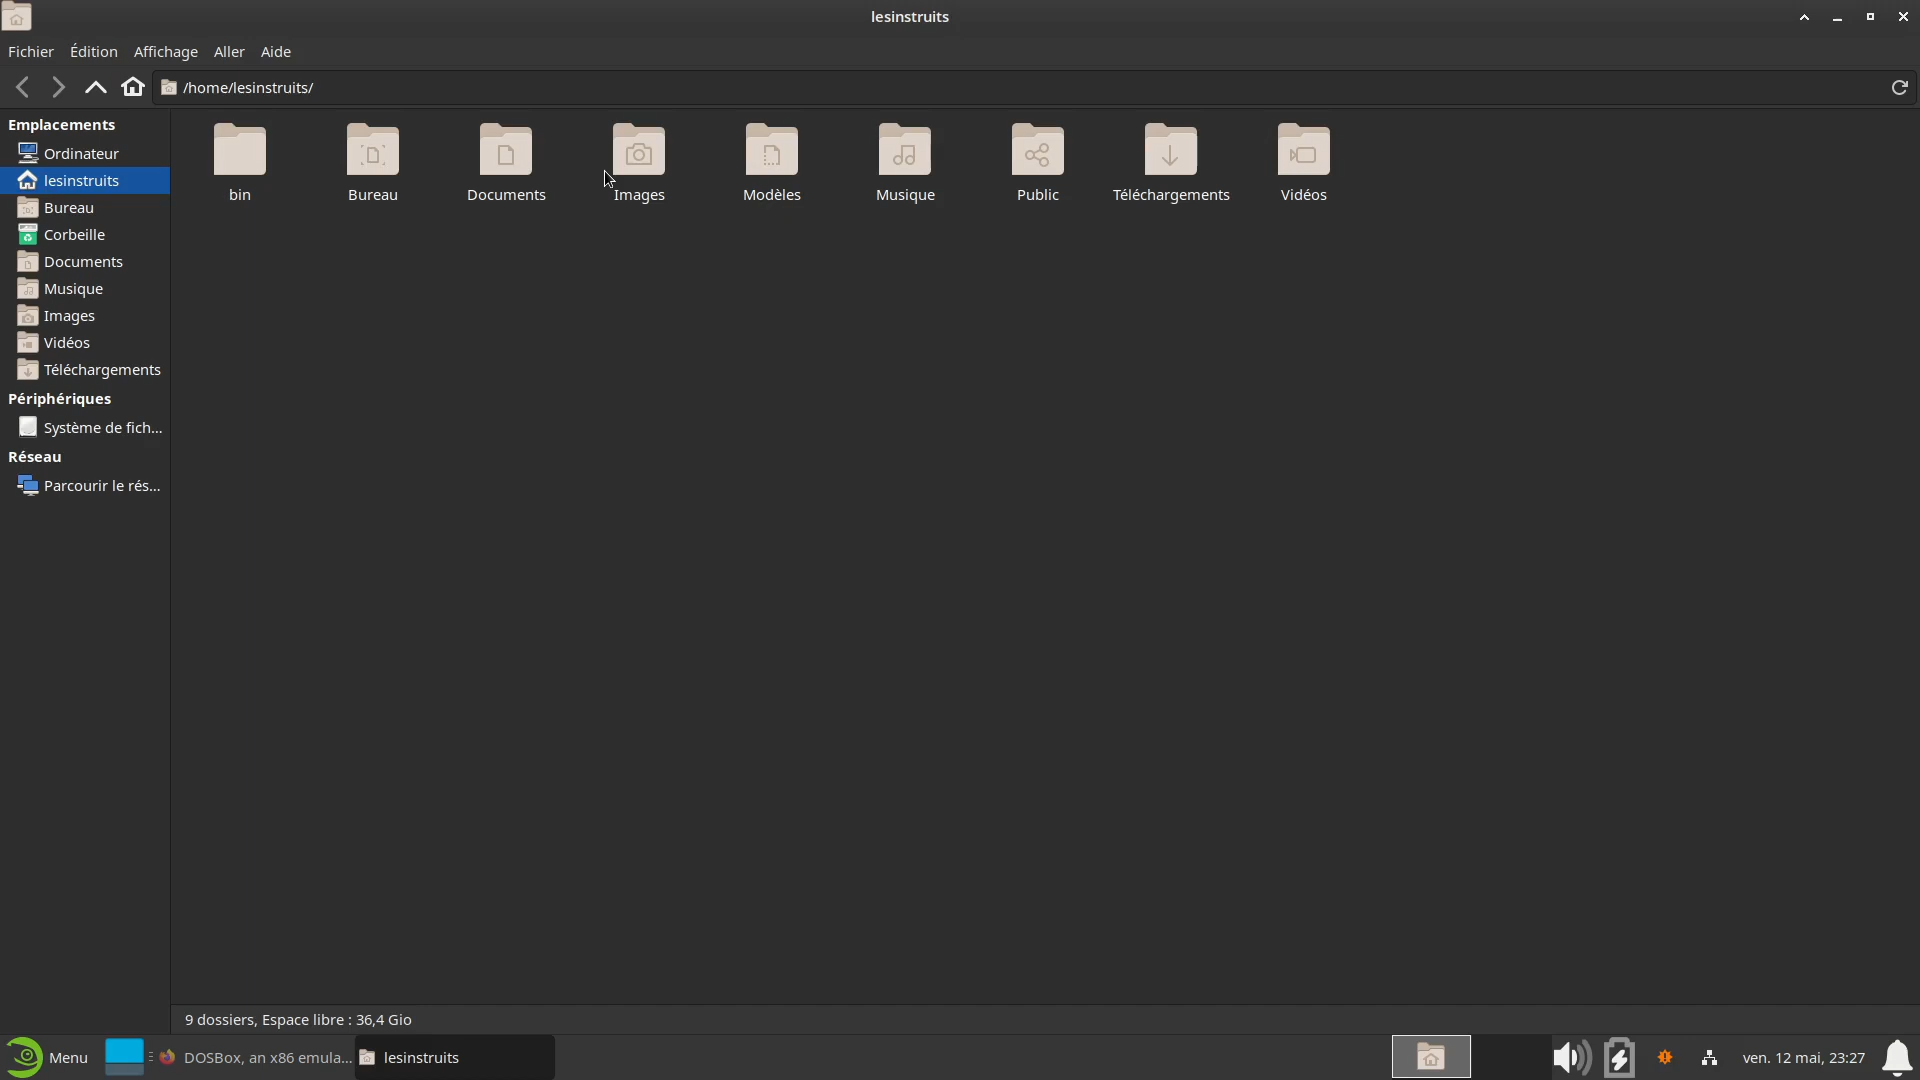 lesinstruits
Fichier Édition Affichage Aller Aide
/home/lesinstruits/
Emplacements
Ordinateur
lesinstruits
Bureau
Corbeille
Documents
Musique
Images
Vidéos
Téléchargements
Périphériques
Système de fich...
Réseau
Parcourir le rés...
bin Bureau Documents Images Modèles Musique Public Téléchargements Vidéos
9 dossiers, Espace libre : 36,4 Gio
Menu DOSBox, an x86 emula... lesinstruits ven. 12 mai, 23:27